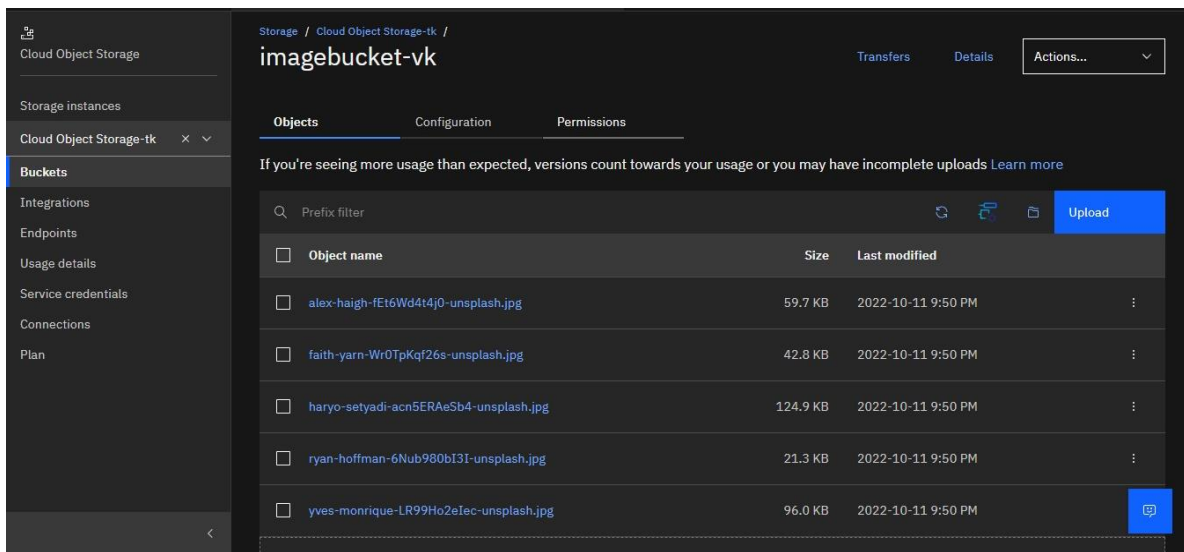 Cloud Object Storage
Storage instances
Cloud Object Storage-tk
Buckets
Integrations
Endpoints
Usage details
Service credentials
Connections
Plan
Storage / Cloud Object Storage-tk /
imagebucket-vk
Transfers Details Actions...
Objects Configuration Permissions
If you're seeing more usage than expected, versions count towards your usage or you may have incomplete uploads Learn more
Prefix filter Upload
Object name Size Last modified
alex-haigh-fEt6Wd4t4j0-unsplash.jpg 59.7 KB 2022-10-11 9:50 PM
faith-yarn-Wr0TpKqf26s-unsplash.jpg 42.8 KB 2022-10-11 9:50 PM
haryo-setyadi-acn5ERAeSb4-unsplash.jpg 124.9 KB 2022-10-11 9:50 PM
ryan-hoffman-6Nub980bI3I-unsplash.jpg 21.3 KB 2022-10-11 9:50 PM
yves-monrique-LR99Ho2eIec-unsplash.jpg 96.0 KB 2022-10-11 9:50 PM